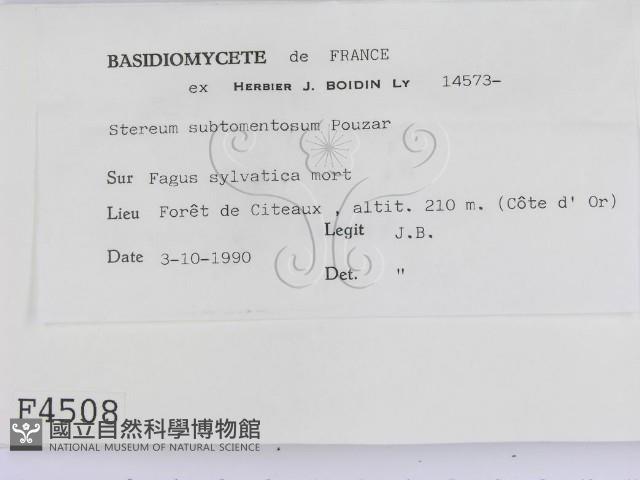 BASIDIOMYCETE de FRANCE
ex HERBIER J. BOIDIN LY 14573-
Stereum subtomentosum Pouzar
Sur Fagus sylvatica mort
Lieu Forêt de Citeaux , altit. 210 m. (Côte d' Or)
Legit J.B.
Date 3-10-1990
Det. "
F4508
國立自然科學博物館
NATIONAL MUSEUM OF NATURAL SCIENCE